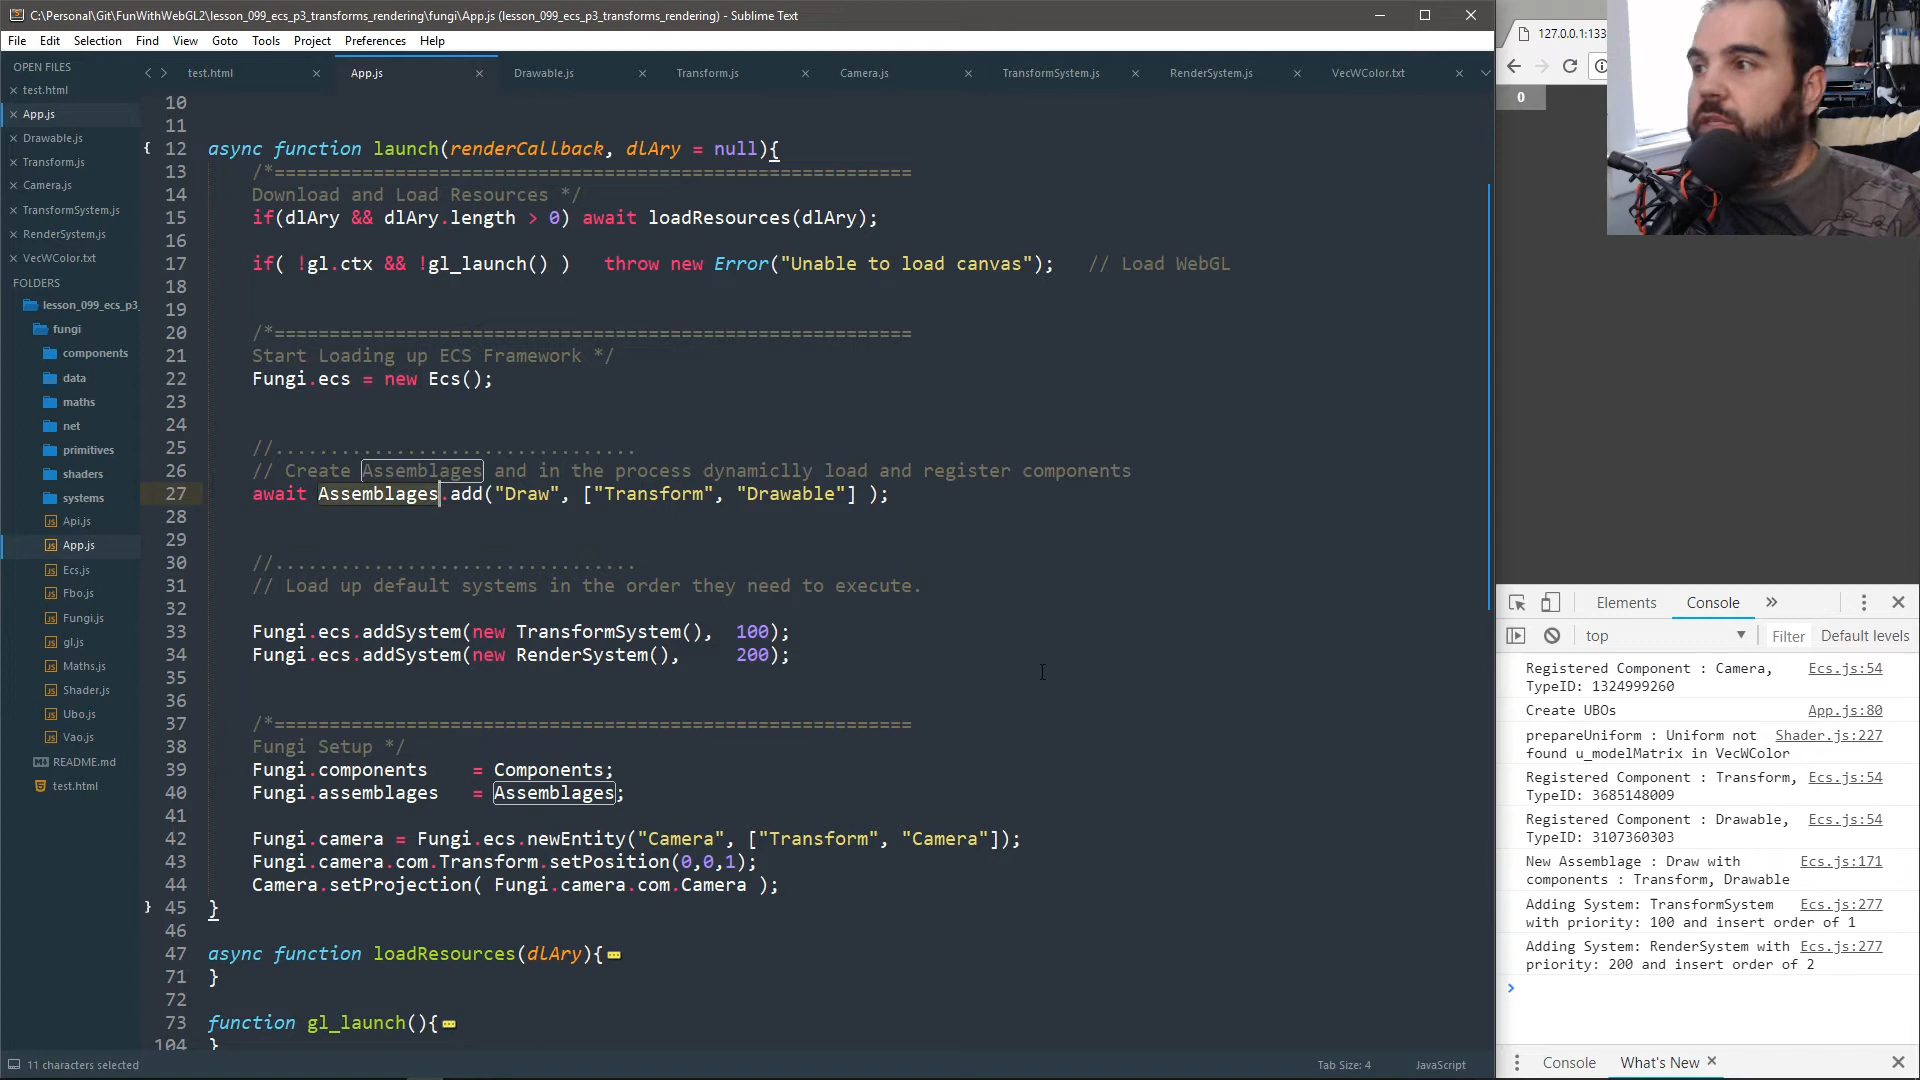 C:\Personal\Git\FunWithWebGL2\lesson_099_ecs_p3_transforms_rendering\fungi\App.js (lesson_099_ecs_p3_transforms_rendering) - Sublime Text
File Edit Selection Find View Goto Tools Project Preferences Help
OPEN FILES
test.html
App.js
Drawable.js
Transform.js
Camera.js
TransformSystem.js
RenderSystem.js
VecWColor.txt
FOLDERS
lesson_099_ecs_p3_
fungi
components
data
maths
net
primitives
shaders
systems
Api.js
App.js
Ecs.js
Fbo.js
Fungi.js
gl.js
Maths.js
Shader.js
Ubo.js
Vao.js
README.md
test.html
test.html App.js Drawable.js Transform.js Camera.js TransformSystem.js RenderSystem.js VecWColor.txt
10
11
12 async function launch(renderCallback, dlAry = null){
13 /*==========================================================
14 Download and Load Resources */
15 if(dlAry && dlAry.length > 0) await loadResources(dlAry);
16
17 if( !gl.ctx && !gl_launch() ) throw new Error("Unable to load canvas"); // Load WebGL
18
19
20 /*==========================================================
21 Start Loading up ECS Framework */
22 Fungi.ecs = new Ecs();
23
24
25 //.................................
26 // Create Assemblages and in the process dynamiclly load and register components
27 await Assemblages.add("Draw", ["Transform", "Drawable"] );
28
29
30 //.................................
31 // Load up default systems in the order they need to execute.
32
33 Fungi.ecs.addSystem(new TransformSystem(), 100);
34 Fungi.ecs.addSystem(new RenderSystem(), 200);
35
36
37 /*==========================================================
38 Fungi Setup */
39 Fungi.components = Components;
40 Fungi.assemblages = Assemblages;
41
42 Fungi.camera = Fungi.ecs.newEntity("Camera", ["Transform", "Camera"]);
43 Fungi.camera.com.Transform.setPosition(0,0,1);
44 Camera.setProjection( Fungi.camera.com.Camera );
45 }
46
47 async function loadResources(dlAry){
71 }
72
73 function gl_launch(){
104 }
11 characters selected
Tab Size: 4
JavaScript
127.0.0.1:133
0
Elements Console
top Filter Default levels
Registered Component : Camera, Ecs.js:54
TypeID: 1324999260
Create UBOs App.js:80
prepareUniform : Uniform not Shader.js:227
found u_modelMatrix in VecWColor
Registered Component : Transform, Ecs.js:54
TypeID: 3685148009
Registered Component : Drawable, Ecs.js:54
TypeID: 3107360303
New Assemblage : Draw with Ecs.js:171
components : Transform, Drawable
Adding System: TransformSystem Ecs.js:277
with priority: 100 and insert order of 1
Adding System: RenderSystem with Ecs.js:277
priority: 200 and insert order of 2
Console What's New